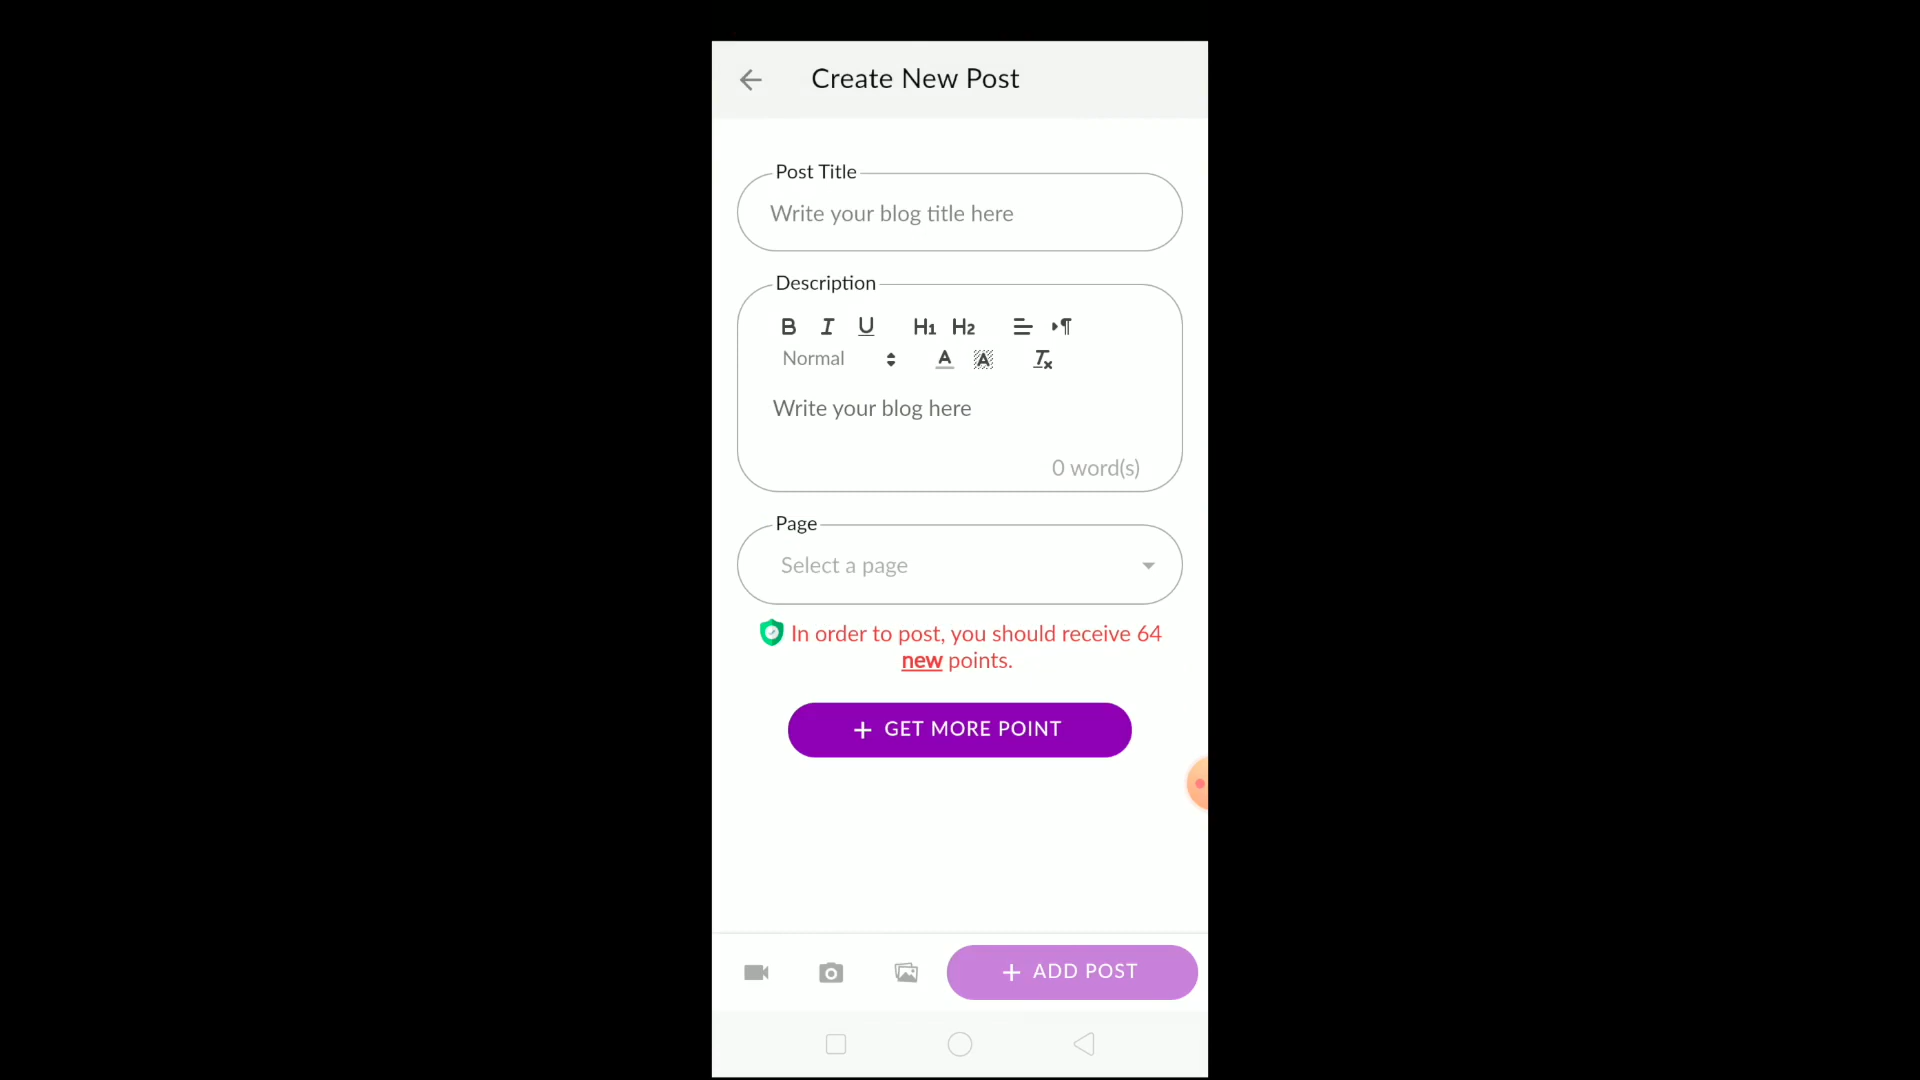 Create New Post
Post Title
Write your blog title here
Description
B I U H1 H2
Normal A A Tx
Write your blog here
0 word(s)
Page
Select a page
In order to post, you should receive 64
new points.
+ GET MORE POINT
+ ADD POST